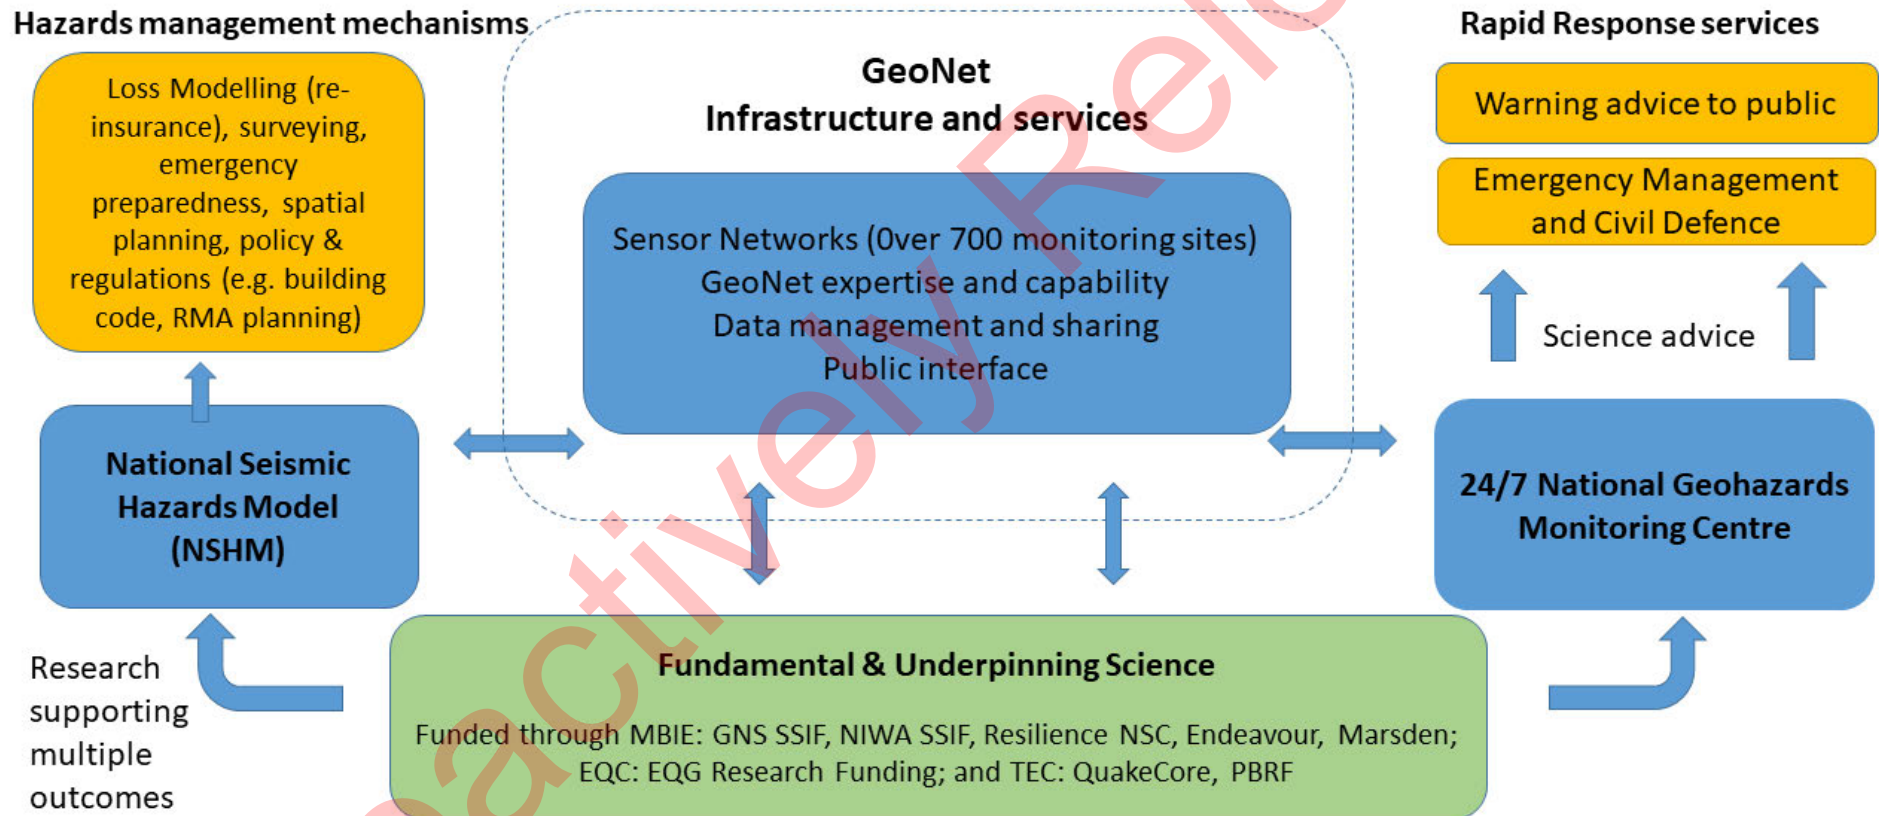 Hazards management mechanisms
Loss Modelling (re-
insurance), surveying,
emergency
preparedness, spatial
planning, policy &
regulations (e.g. building
code, RMA planning)
National Seismic
Hazards Model
(NSHM)
Research
supporting
multiple
outcomes
GeoNet
Infrastructure and services
Sensor Networks (0ver 700 monitoring sites)
GeoNet expertise and capability
Data management and sharing
Public interface
Fundamental & Underpinning Science
Funded through MBIE: GNS SSIF, NIWA SSIF, Resilience NSC, Endeavour, Marsden;
EQC: EQG Research Funding; and TEC: QuakeCore, PBRF
Rapid Response services
Warning advice to public
Emergency Management
and Civil Defence
Science advice
24/7 National Geohazards
Monitoring Centre
actively Rele